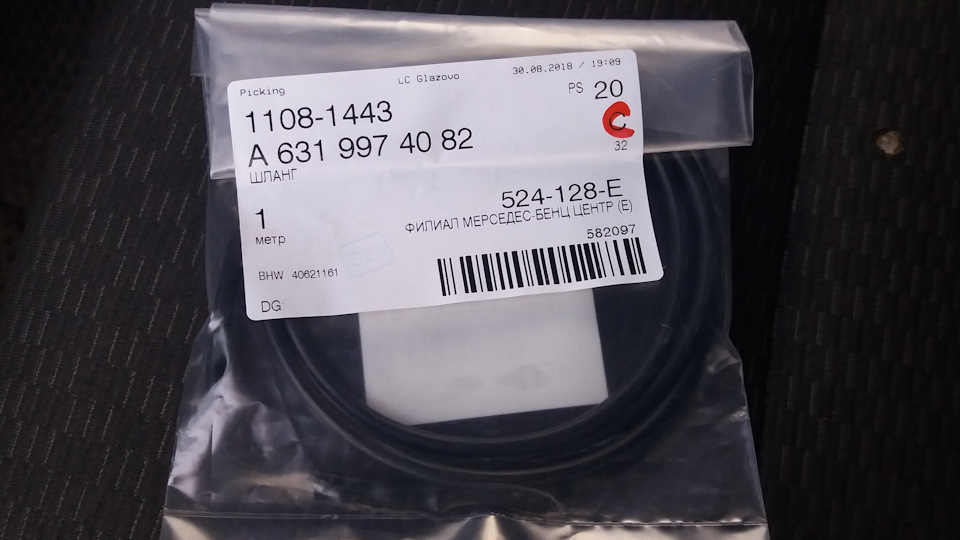 Picking LC Glazovo 30.08.2018 / 19:09
1108-1443 PS 20
C
A 631 997 40 82 32
ШЛАНГ
524-128-E
1 ФИЛИАЛ МЕРСЕДЕС-БЕНЦ ЦЕНТР (E)
метр 582097
BHW 40621161
DG: